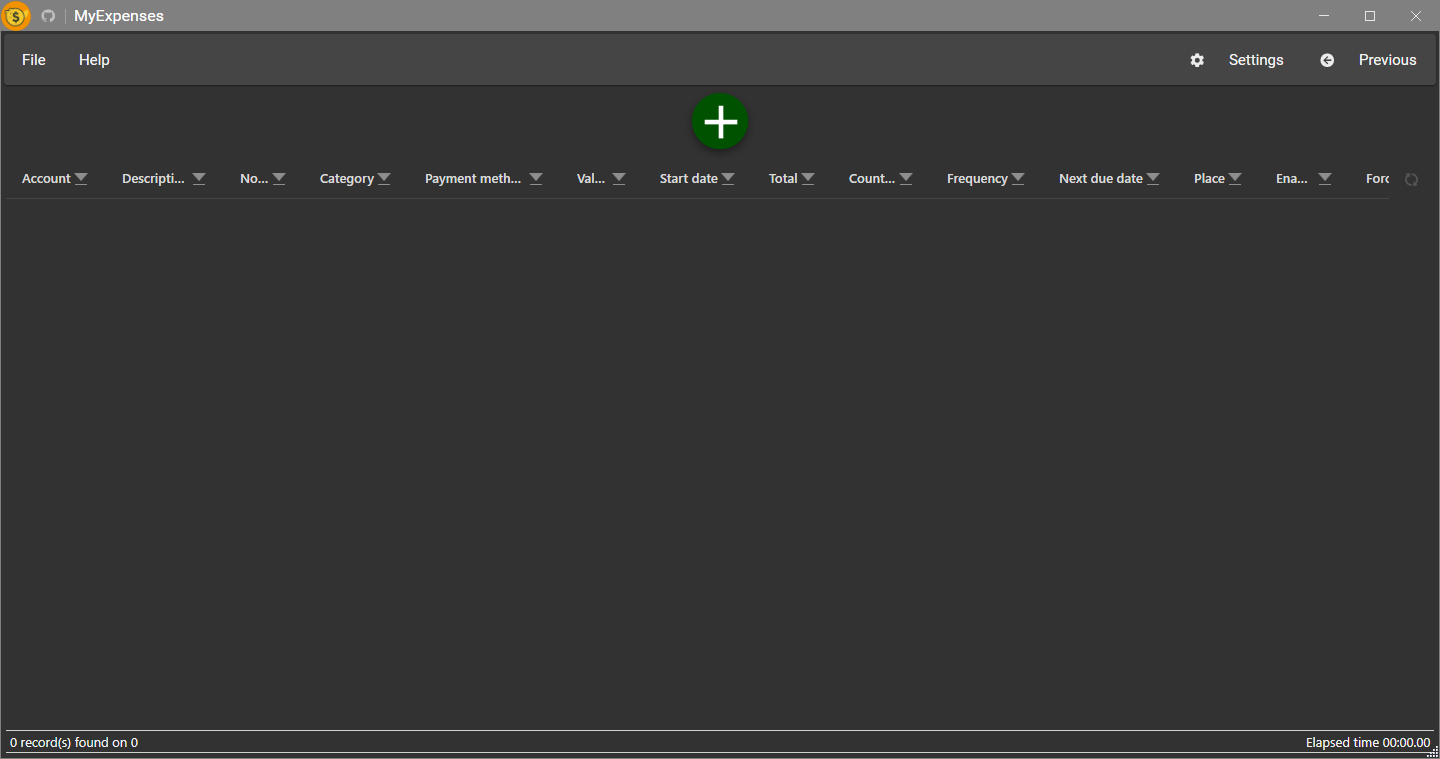 MyExpenses
File Help Settings Previous
Account Descripti... No... Category Payment meth... Val... Start date Total Count... Frequency Next due date Place Ena... Forc
0 record(s) found on 0 Elapsed time 00:00.00